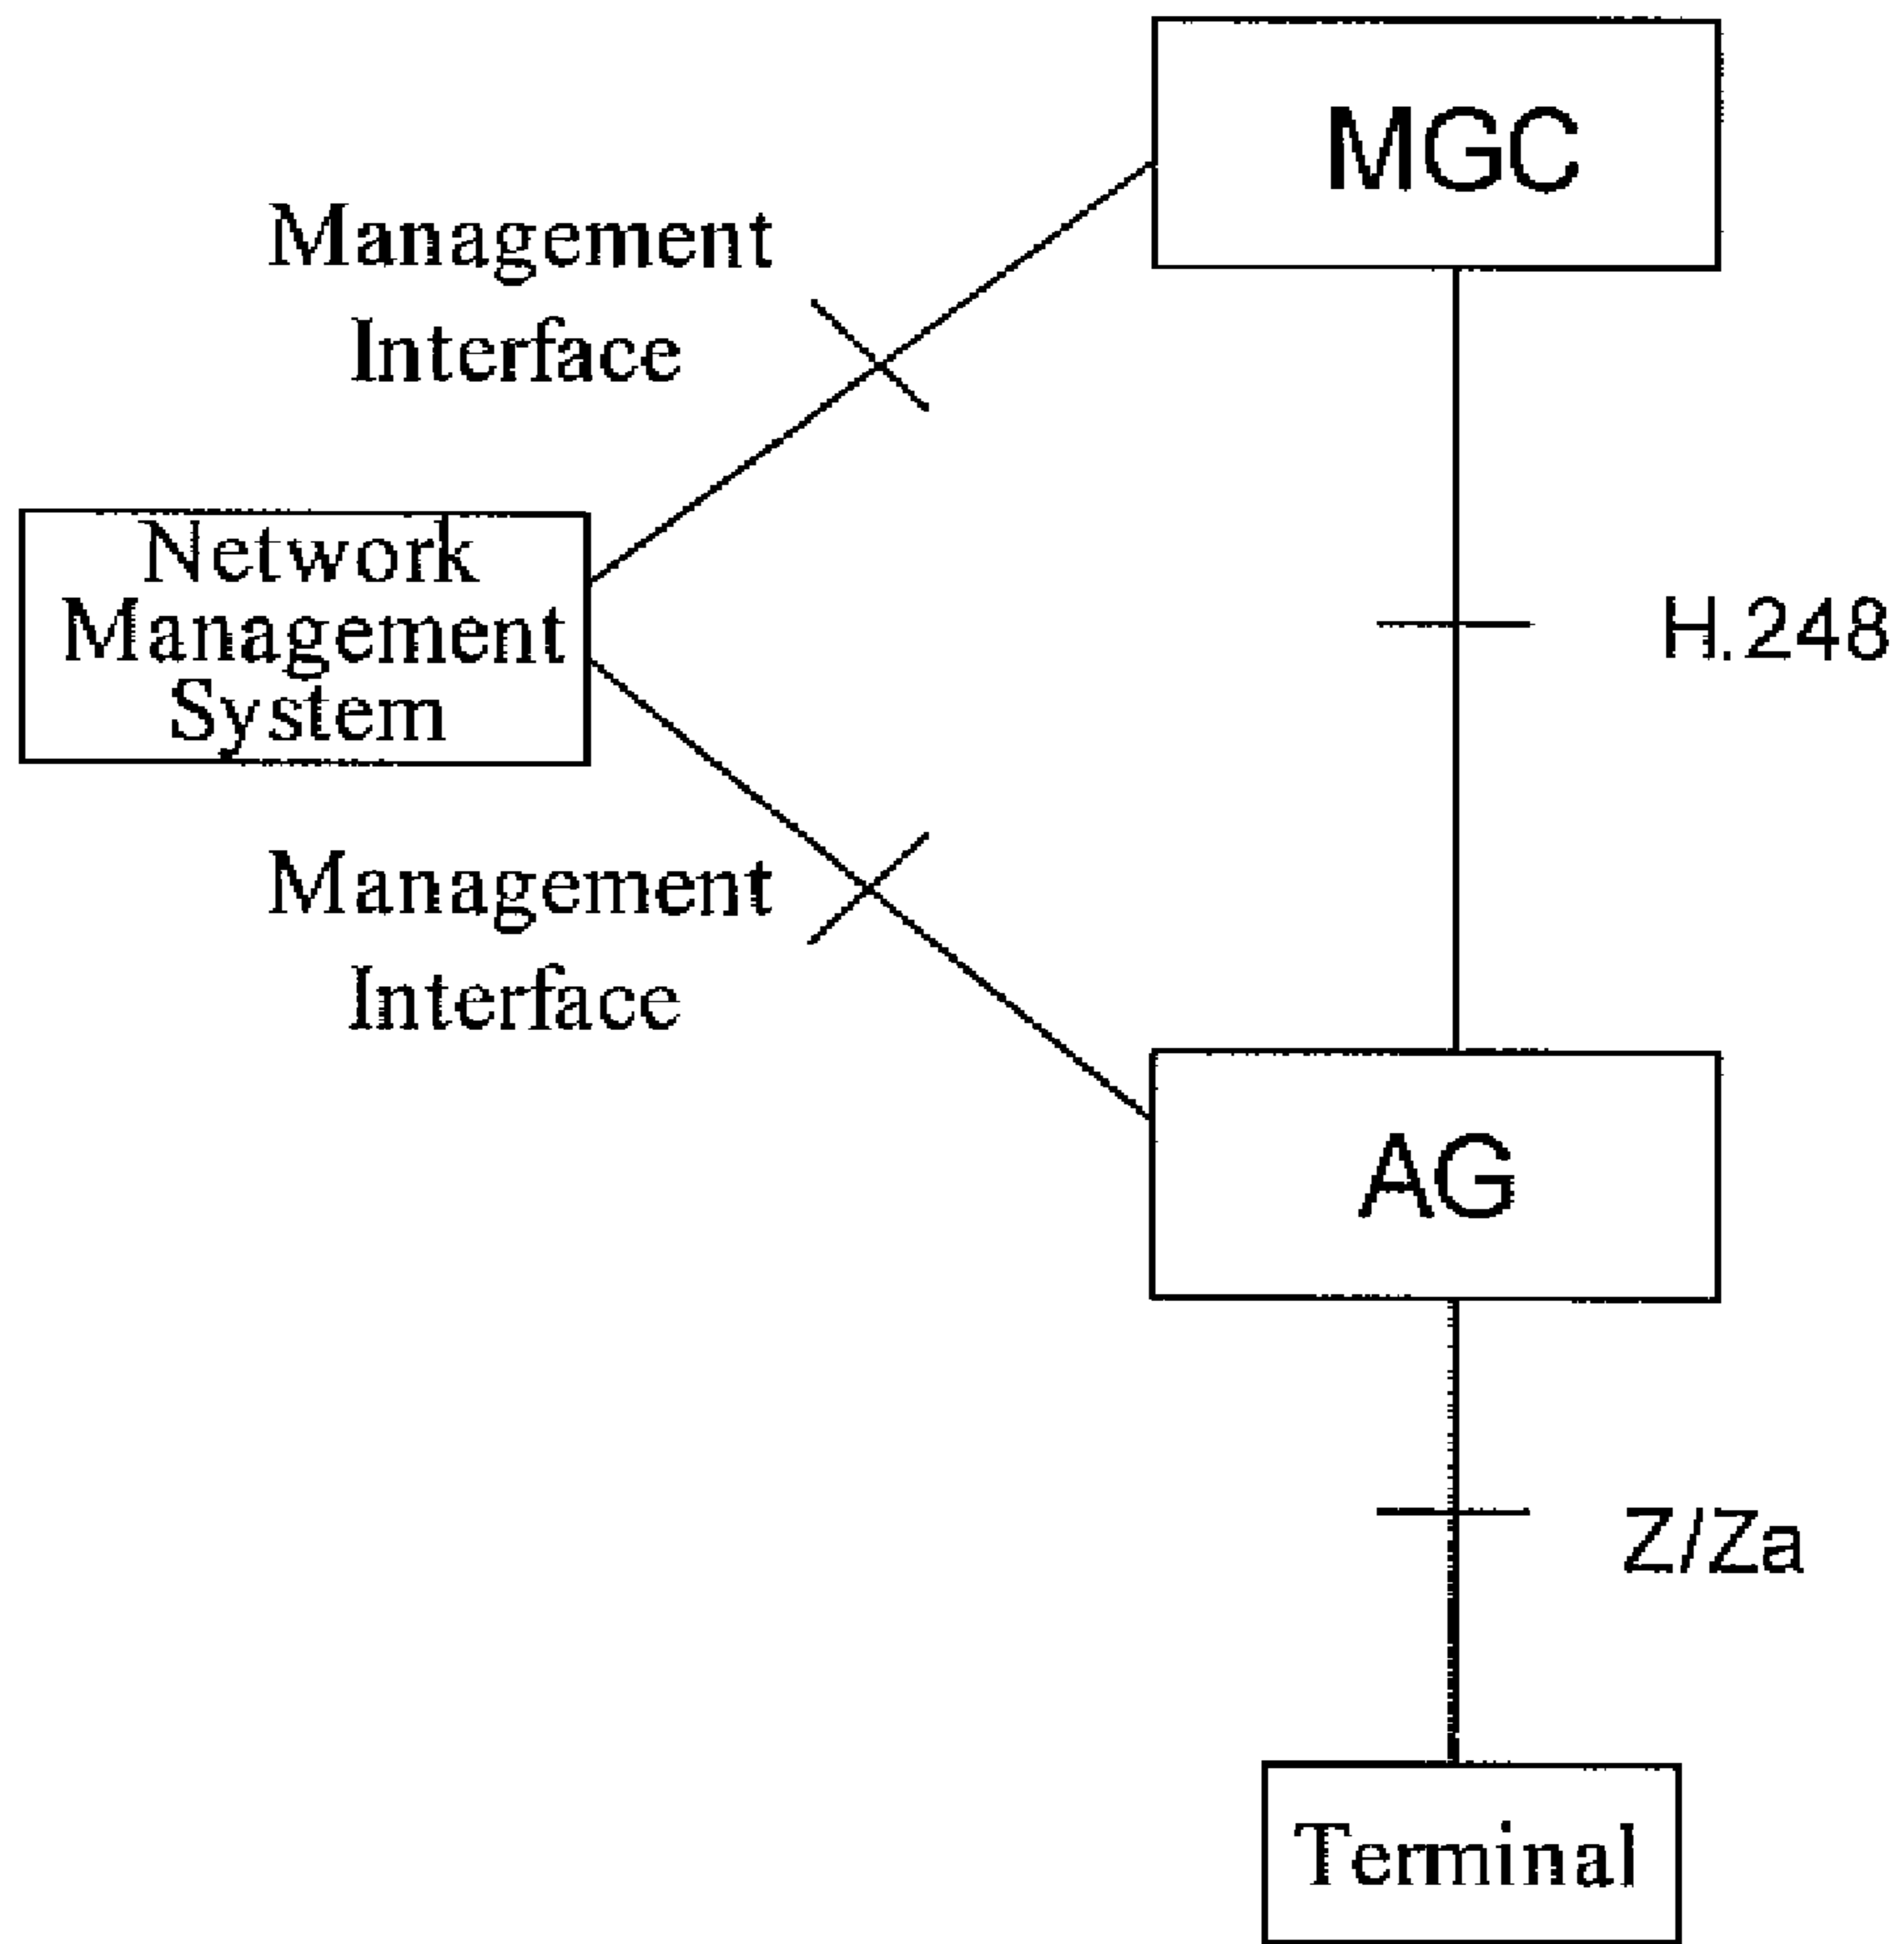 MGC
Management
Interface
Network
Management
System
H.248
Management
Interface
AG
Z/Za
Terminal